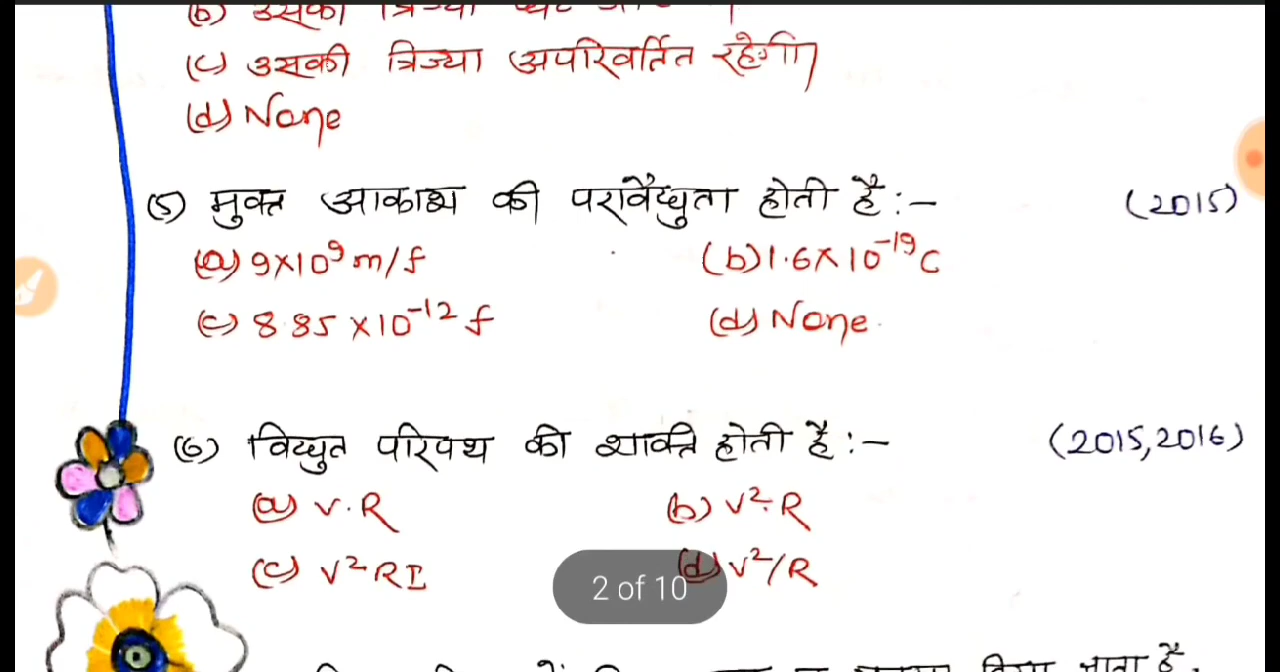 (b) उसकी त्रिज्या
(c) उसकी त्रिज्या अपरिवर्तित रहेगी
(d) None
(5) मुक्त आकाश की परावैद्युता होती है:- (2015)
(a) 9×10⁹ m/f (b) 1.6×10⁻¹⁹ C
(c) 8.85 ×10⁻¹² f (d) None
(6) विद्युत परिपथ की शक्ति होती है:- (2015,2016)
(a) V.R (b) V².R
(c) V²RI (d) V²/R
2 of 10